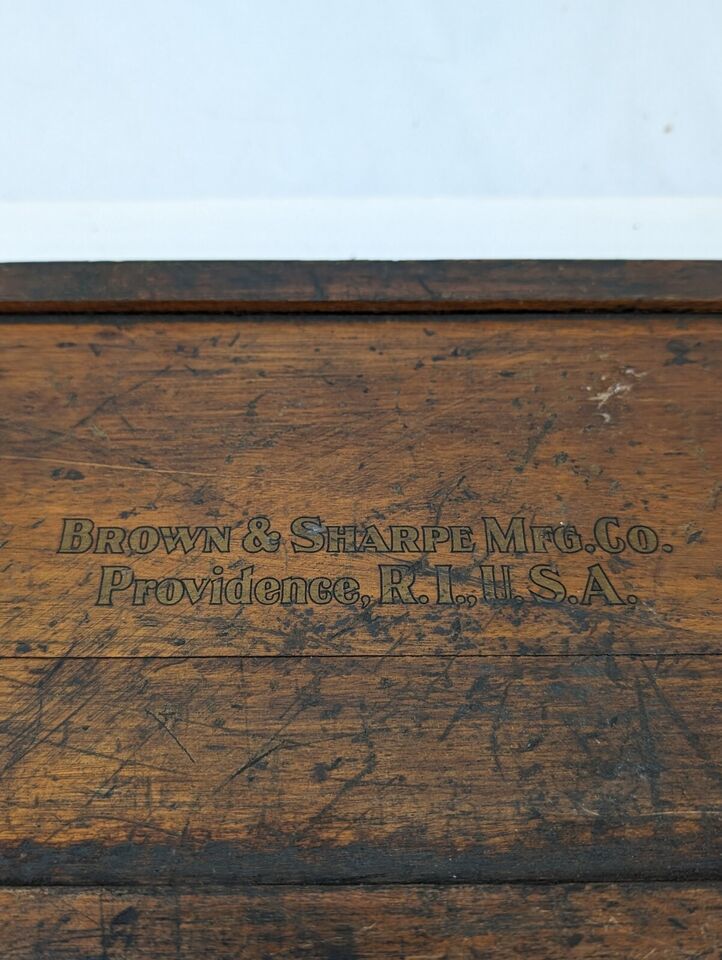 Brown & Sharpe Mfg. Co.
Providence, R. I., U. S. A.